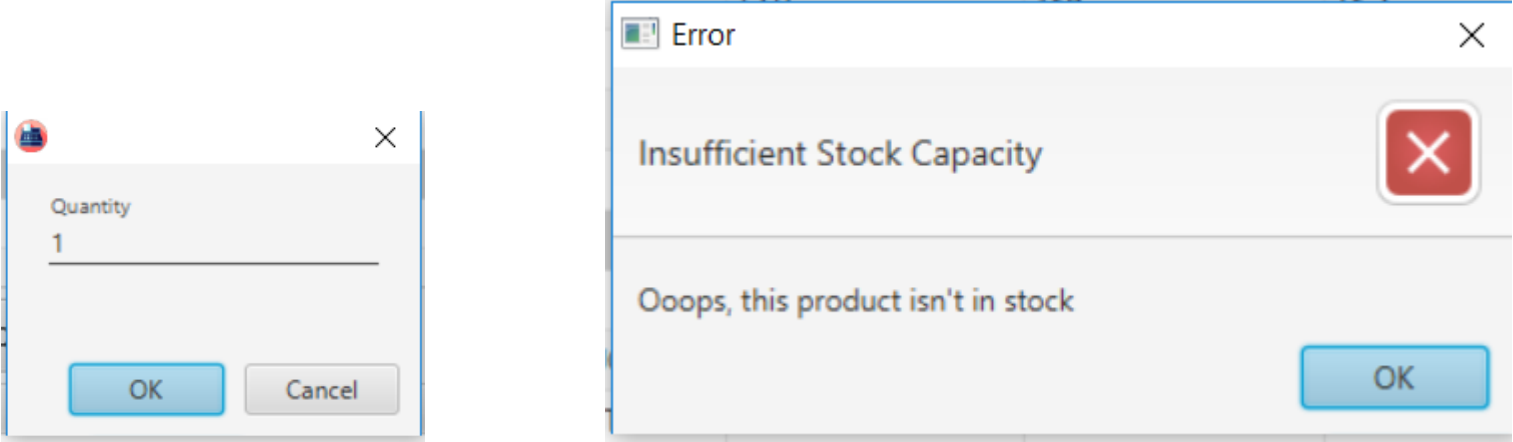 Quantity
1
OK
Cancel
Error
Insufficient Stock Capacity
Ooops, this product isn't in stock
OK